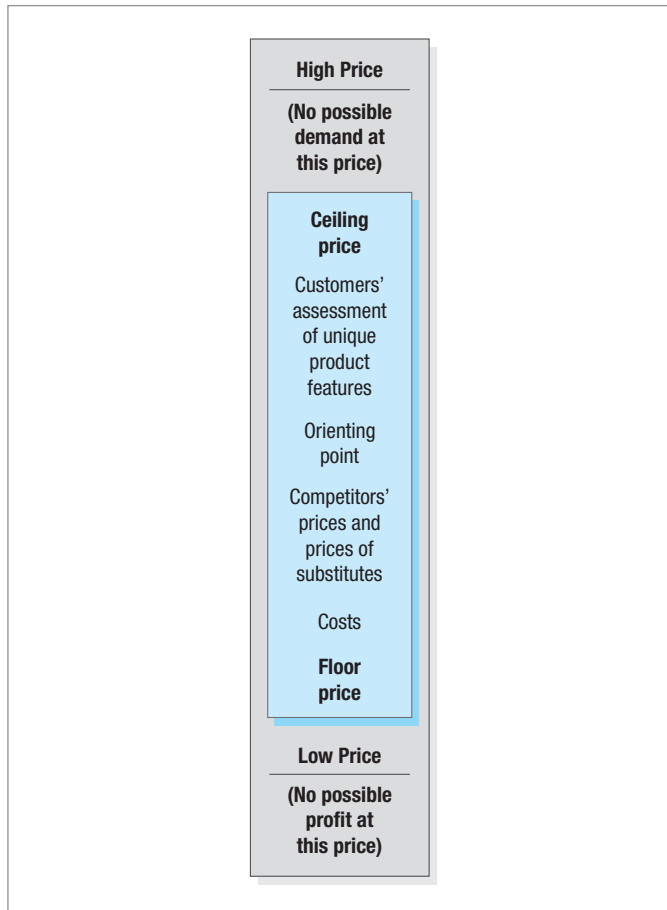 High Price
(No possible
demand at
this price)
Ceiling
price
Customers’
assessment
of unique
product
features
Orienting
point
Competitors’
prices and
prices of
substitutes
Costs
Floor
price
Low Price
(No possible
profit at
this price)